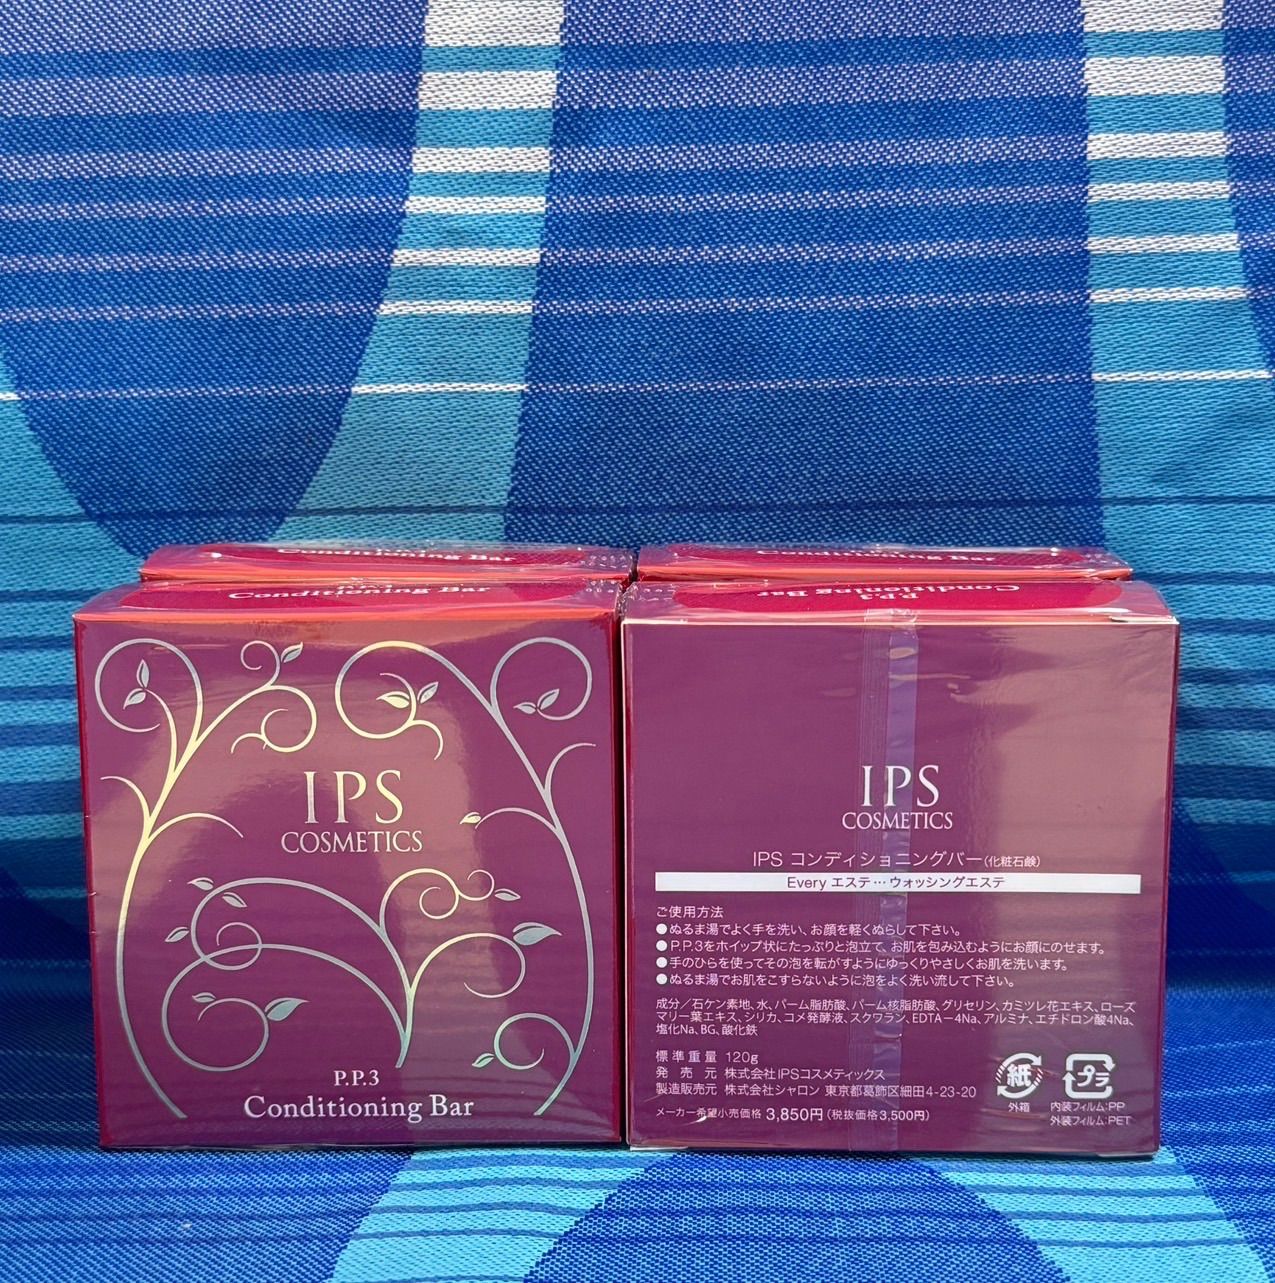 Conditioning Bar
Conditioning Bar
Conditioning Bar
P.P.3
Conditioning Bar
IPS
COSMETICS
P.P.3
Conditioning Bar
IPS
COSMETICS
IPS コンディショニングバー(化粧石鹸)
Every エステ…ウォッシングエステ
ご使用方法
●ぬるま湯でよく手を洗い、お顔を軽くぬらして下さい。
●P.P.3をホイップ状にたっぷりと泡立て、お肌を包み込むようにお顔にのせます。
●手のひらを使ってその泡を転がすようにゆっくりやさしくお肌を洗います。
●ぬるま湯でお肌をこすらないように泡をよく洗い流して下さい。
成分/石ケン素地、水、パーム脂肪酸、パーム核脂肪酸、グリセリン、カミツレ花エキス、ローズ
マリー葉エキス、シリカ、コメ発酵液、スクワラン、EDTA-4Na、アルミナ、エチドロン酸4Na、
塩化Na、BG、酸化鉄
標準重量 120g
発売元 株式会社IPSコスメティックス
製造販売元 株式会社シャロン 東京都葛飾区細田4-23-20
メーカー希望小売価格 3,850円(税抜価格3,500円)
紙
外箱
プラ
内装フィルム:PP
外装フィルム:PET